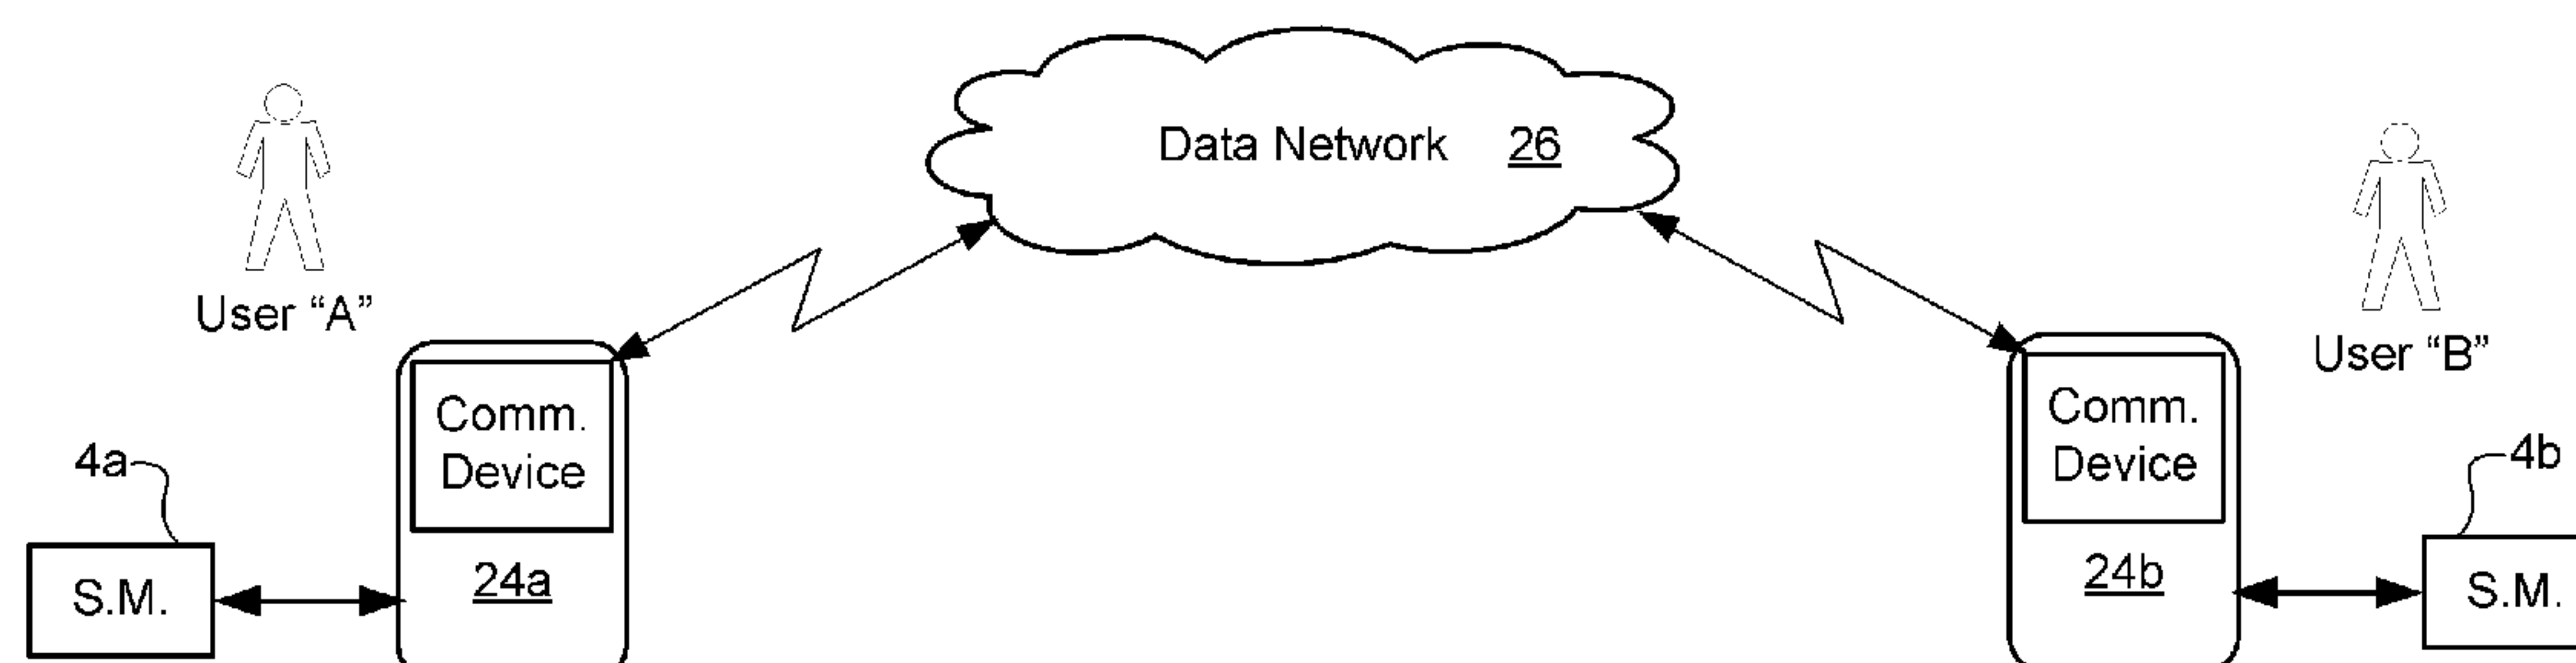 Data Network 26
User “A”
User “B”
Comm.
Device
24a
4a
S.M.
Comm.
Device
24b
4b
S.M.